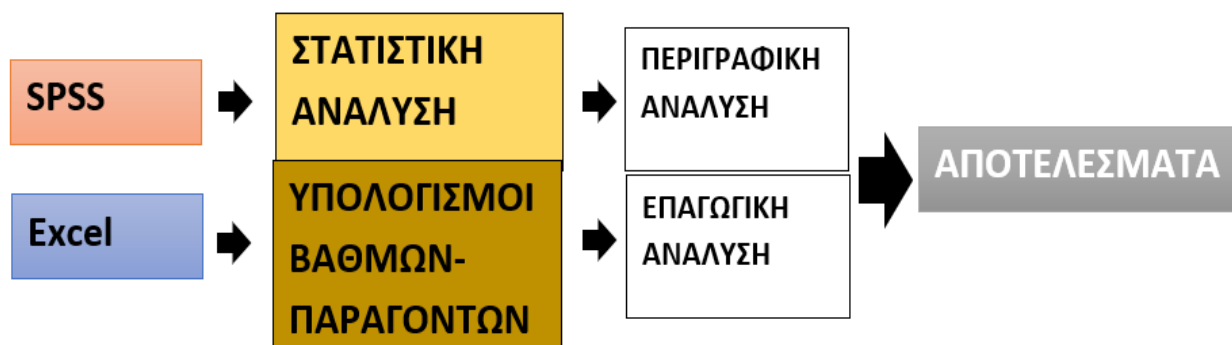 SPSS
ΣΤΑΤΙΣΤΙΚΗ
ΑΝΑΛΥΣΗ
ΠΕΡΙΓΡΑΦΙΚΗ
ΑΝΑΛΥΣΗ
Excel
ΥΠΟΛΟΓΙΣΜΟΙ
ΒΑΘΜΩΝ-
ΠΑΡΑΓΟΝΤΩΝ
ΕΠΑΓΩΓΙΚΗ
ΑΝΑΛΥΣΗ
ΑΠΟΤΕΛΕΣΜΑΤΑ